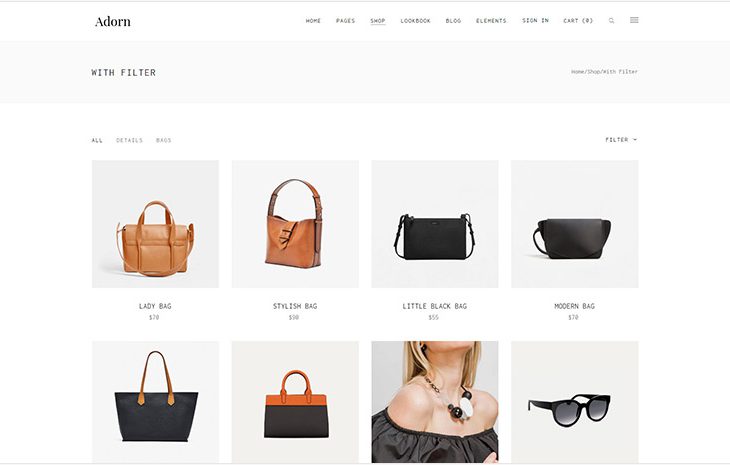 Adorn
HOME PAGES SHOP LOOKBOOK BLOG ELEMENTS SIGN IN CART (0)
WITH FILTER
Home/Shop/With Filter
ALL DETAILS BAGS
FILTER
LADY BAG
$70
STYLISH BAG
$90
LITTLE BLACK BAG
$55
MODERN BAG
$70